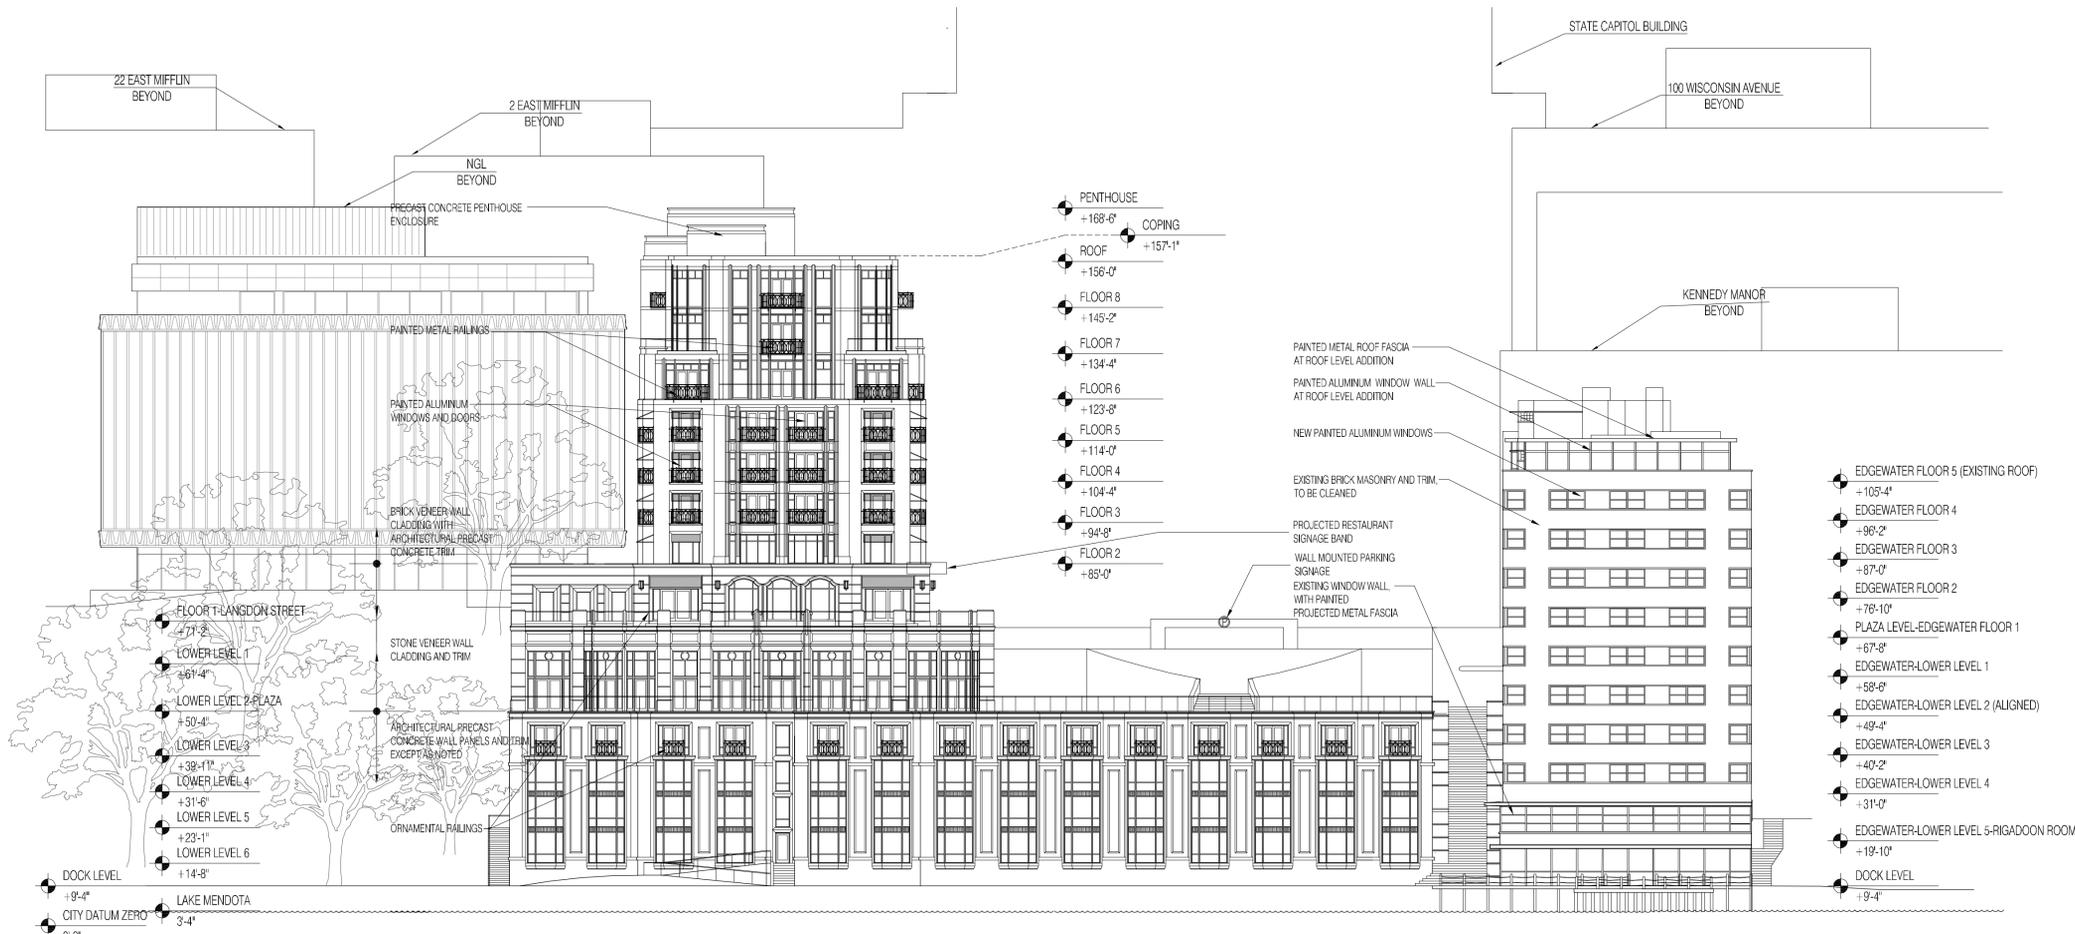 STATE CAPITOL BUILDING
22 EAST MIFFLIN
BEYOND
100 WISCONSIN AVENUE
BEYOND
2 EAST MIFFLIN
BEYOND
NGL
BEYOND
PRECAST CONCRETE PENTHOUSE
ENCLOSURE
PENTHOUSE
+168'-6"
COPING
+157'-1"
ROOF
+156'-0"
FLOOR 8
+145'-2"
FLOOR 7
+134'-4"
FLOOR 6
+123'-8"
FLOOR 5
+114'-0"
FLOOR 4
+104'-4"
FLOOR 3
+94'-8"
FLOOR 2
+85'-0"
KENNEDY MANOR
BEYOND
PAINTED METAL RAILINGS
PAINTED ALUMINUM
WINDOWS AND DOORS
BRICK VENEER WALL
CLADDING WITH
ARCHITECTURAL PRECAST
CONCRETE TRIM
STONE VENEER WALL
CLADDING AND TRIM
ARCHITECTURAL PRECAST
CONCRETE WALL PANELS AND TRIM
EXCEPT AS NOTED
ORNAMENTAL RAILINGS
PAINTED METAL ROOF FASCIA
AT ROOF LEVEL ADDITION
PAINTED ALUMINUM WINDOW WALL
AT ROOF LEVEL ADDITION
NEW PAINTED ALUMINUM WINDOWS
EXISTING BRICK MASONRY AND TRIM,
TO BE CLEANED
PROJECTED RESTAURANT
SIGNAGE BAND
WALL MOUNTED PARKING
SIGNAGE
EXISTING WINDOW WALL,
WITH PAINTED
PROJECTED METAL FASCIA
P
FLOOR 1-LANGDON STREET
+71'-2"
LOWER LEVEL 1
+61'-4"
LOWER LEVEL 2-PLAZA
+50'-4"
LOWER LEVEL 3
+39'-11"
LOWER LEVEL 4
+31'-6"
LOWER LEVEL 5
+23'-1"
LOWER LEVEL 6
+14'-8"
DOCK LEVEL
+9'-4"
LAKE MENDOTA
3'-4"
CITY DATUM ZERO
EDGEWATER FLOOR 5 (EXISTING ROOF)
+105'-4"
EDGEWATER FLOOR 4
+96'-2"
EDGEWATER FLOOR 3
+87'-0"
EDGEWATER FLOOR 2
+76'-10"
PLAZA LEVEL-EDGEWATER FLOOR 1
+67'-8"
EDGEWATER-LOWER LEVEL 1
+58'-6"
EDGEWATER-LOWER LEVEL 2 (ALIGNED)
+49'-4"
EDGEWATER-LOWER LEVEL 3
+40'-2"
EDGEWATER-LOWER LEVEL 4
+31'-0"
EDGEWATER-LOWER LEVEL 5-RIGADOON ROOM
+19'-10"
DOCK LEVEL
+9'-4"